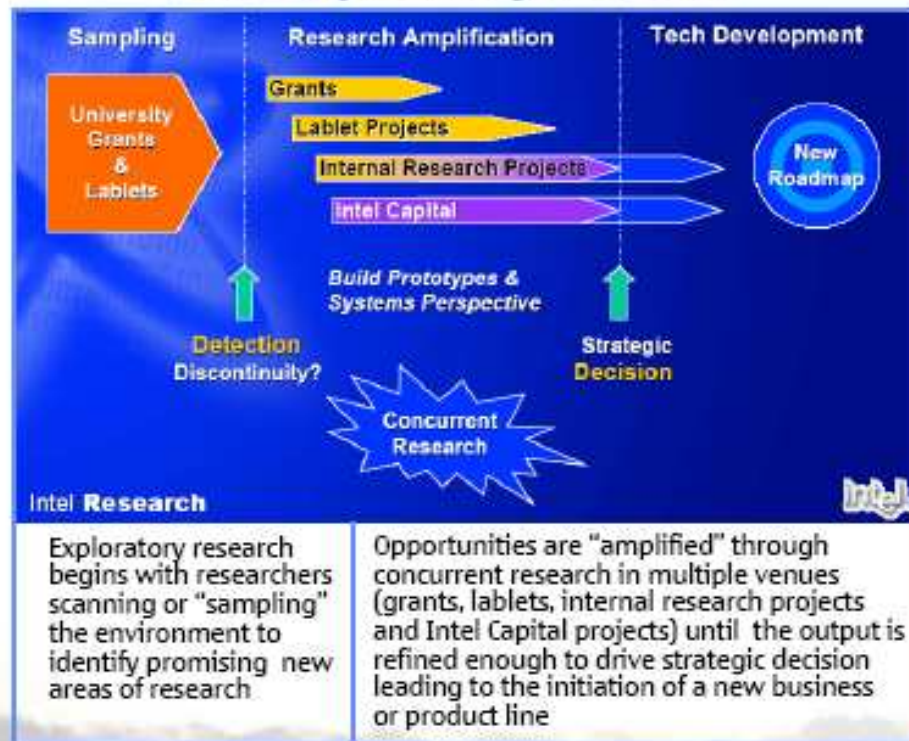 Sampling
Research Amplification
Tech Development
University
Grants
&
Lablets
Grants
Lablet Projects
Internal Research Projects
Intel Capital
New
Roadmap
Build Prototypes &
Systems Perspective
Detection
Discontinuity?
Strategic
Decision
Concurrent
Research
Intel Research
intel
Exploratory research
begins with researchers
scanning or “sampling”
the environment to
identify promising new
areas of research
Opportunities are “amplified” through
concurrent research in multiple venues
(grants, lablets, internal research projects
and Intel Capital projects) until the output is
refined enough to drive strategic decision
leading to the initiation of a new business
or product line